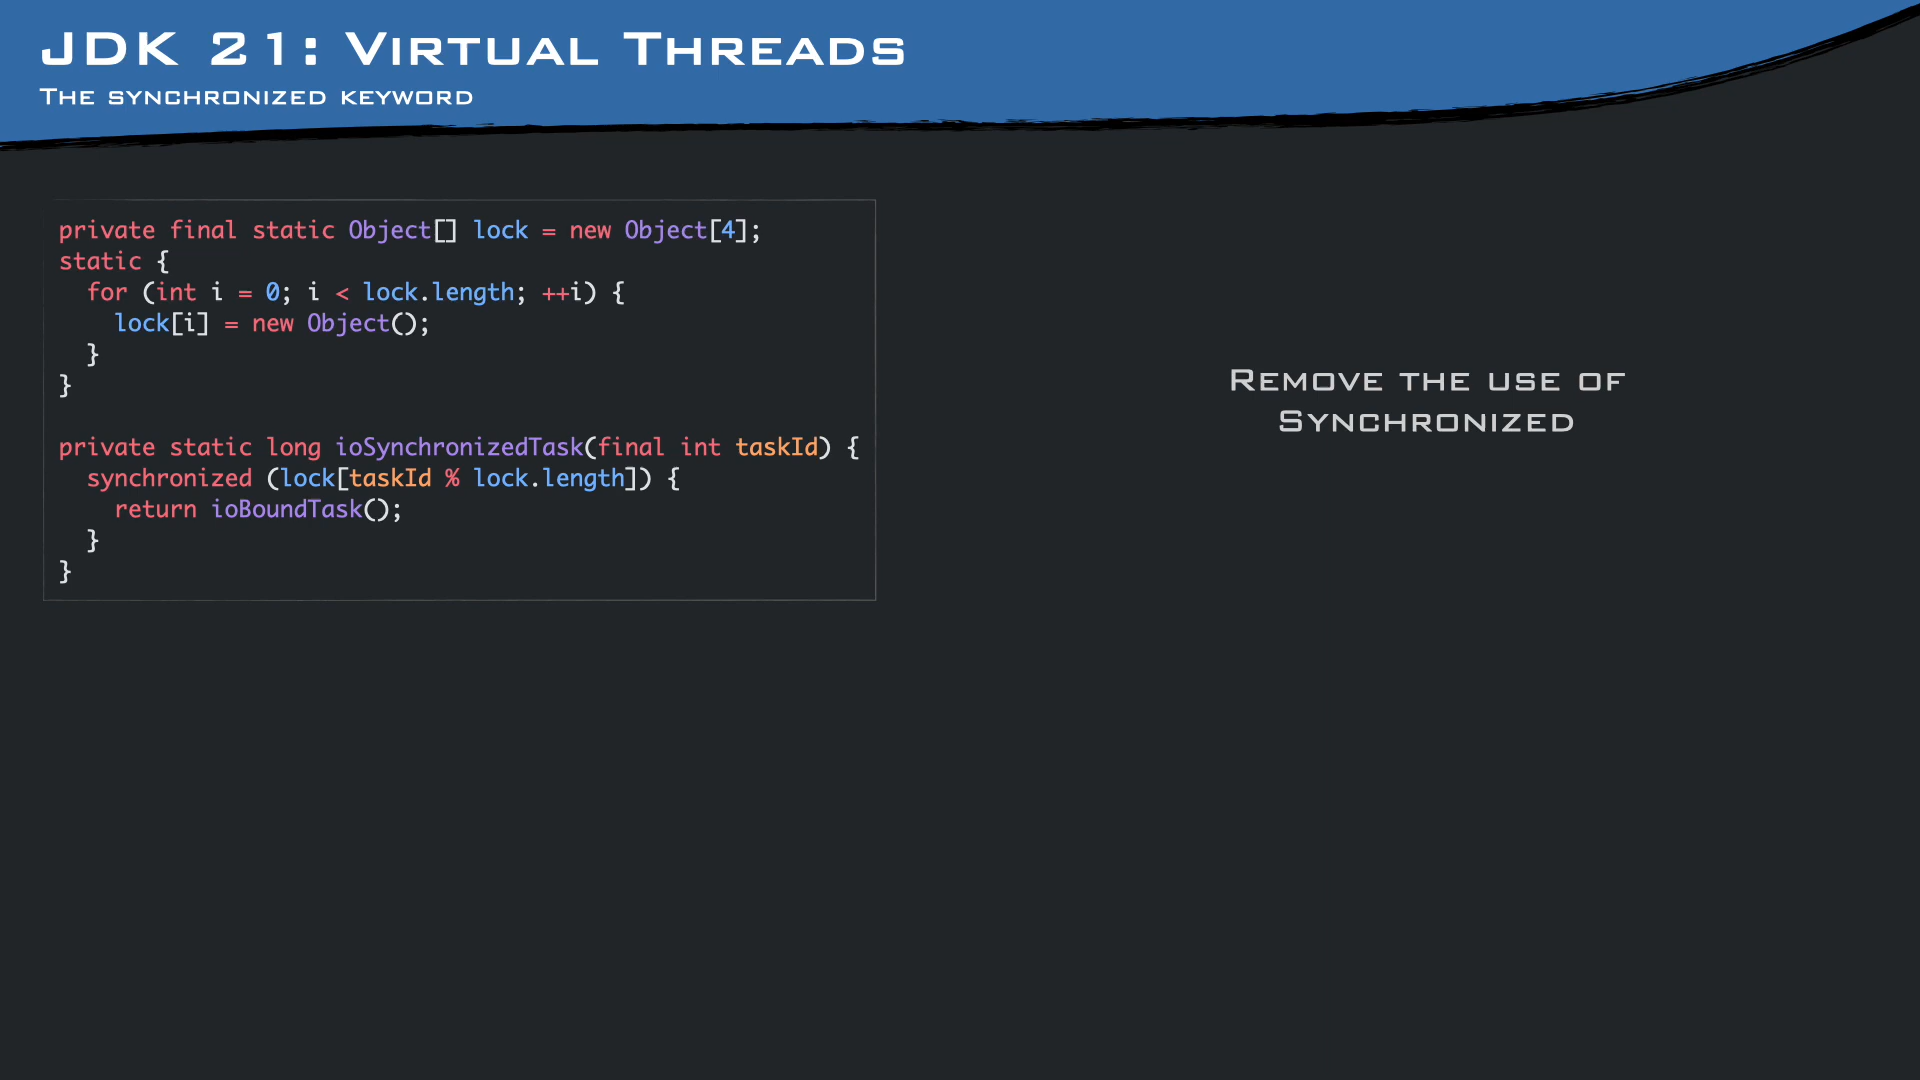 JDK 21: Virtual Threads
The synchronized keyword
private final static Object[] lock = new Object[4];
static {
  for (int i = 0; i < lock.length; ++i) {
    lock[i] = new Object();
  }
}

private static long ioSynchronizedTask(final int taskId) {
  synchronized (lock[taskId % lock.length]) {
    return ioBoundTask();
  }
}
Remove the use of
Synchronized